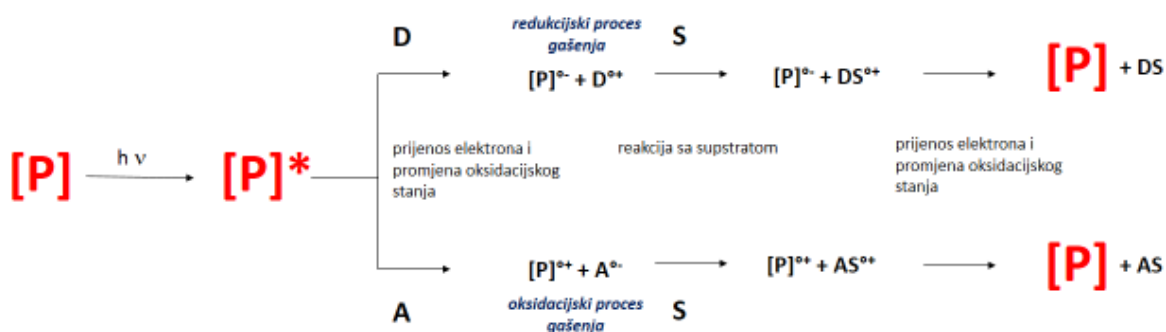 D
redukcijski proces
gašenja
S
[P]°⁻ + D°⁺
[P]°⁻ + DS°⁺
[P] + DS
[P]
h ν
[P]*
prijenos elektrona i
promjena oksidacijskog
stanja
reakcija sa supstratom
prijenos elektrona i
promjena oksidacijskog
stanja
[P]°⁺ + A°⁻
[P]°⁺ + AS°⁺
[P] + AS
A
oksidacijski proces
gašenja
S